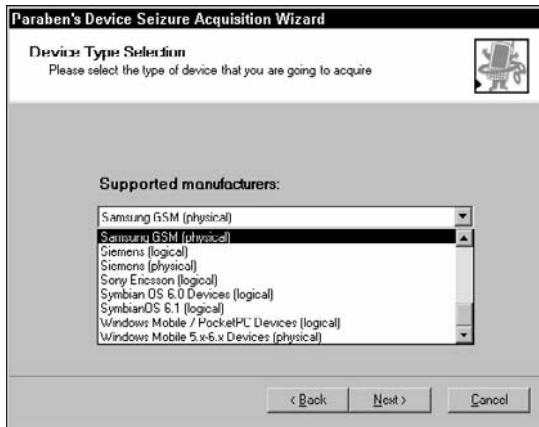 Paraben's Device Seizure Acquisition Wizard
Device Type Selection
Please select the type of device that you are going to acquire
Supported manufacturers:
Samsung GSM (physical)
Samsung GSM (physical)
Siemens (logical)
Siemens (physical)
Sony Ericsson (logical)
Symbian OS 6.0 Devices (logical)
SymbianOS 6.1 (logical)
Windows Mobile / PocketPC Devices (logical)
Windows Mobile 5.x-6.x Devices (physical)
< Back
Next >
Cancel